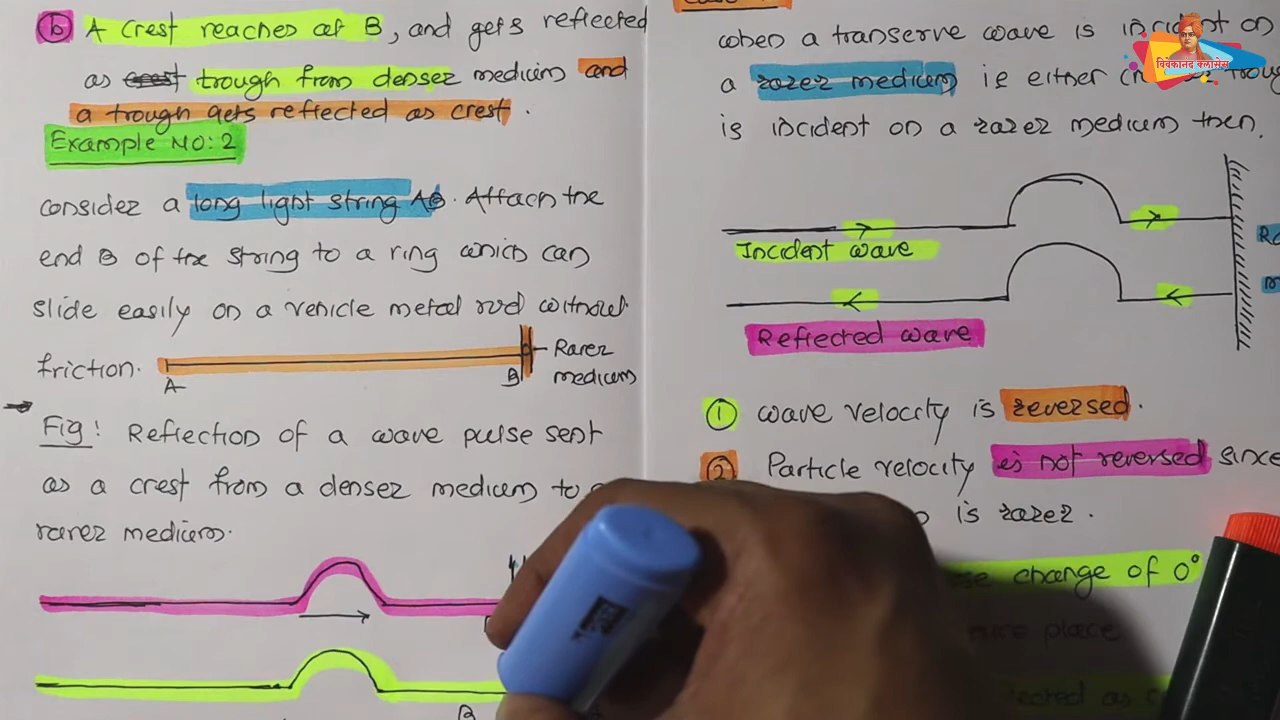 b A crest reaches at B, and gets reflected
as trough from denser medium and
a trough gets reflected as crest.
Example NO: 2
consider a long light string AB. Attach the
end B of the string to a ring which can
slide easily on a vehicle metal rod without
friction.
A
B
Rarer
medium
Fig: Reflection of a wave pulse sent
as a crest from a denser medium to
rarer medium.
B
when a transerve wave is incident on
a rarer medium ie either
is incident on a rarer medium then,
विवेकानंद क्लासेस
Incident wave
Reflected wave
1 wave velocity is reversed.
2 Particle velocity is not reversed since
is rarer.
change of 0°
place